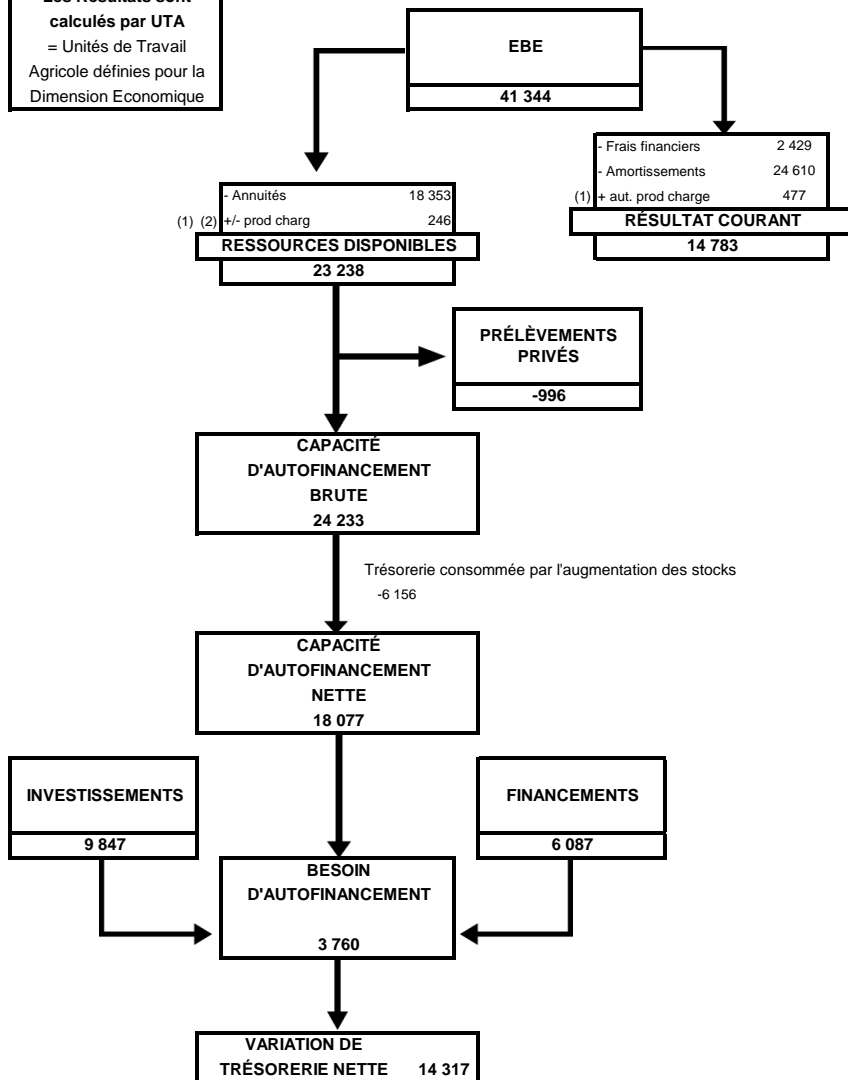 Les Résultats sont
calculés par UTA
= Unités de Travail
Agricole définies pour la
Dimension Economique
EBE
41 344
- Frais financiers 2 429
- Amortissements 24 610
(1) + aut. prod charge 477
RÉSULTAT COURANT
14 783
- Annuités 18 353
(1) (2) +/- prod charg 246
RESSOURCES DISPONIBLES
23 238
PRÉLÈVEMENTS
PRIVÉS
-996
CAPACITÉ
D'AUTOFINANCEMENT
BRUTE
24 233
Trésorerie consommée par l'augmentation des stocks
-6 156
CAPACITÉ
D'AUTOFINANCEMENT
NETTE
18 077
INVESTISSEMENTS
9 847
FINANCEMENTS
6 087
BESOIN
D'AUTOFINANCEMENT
3 760
VARIATION DE
TRÉSORERIE NETTE 14 317